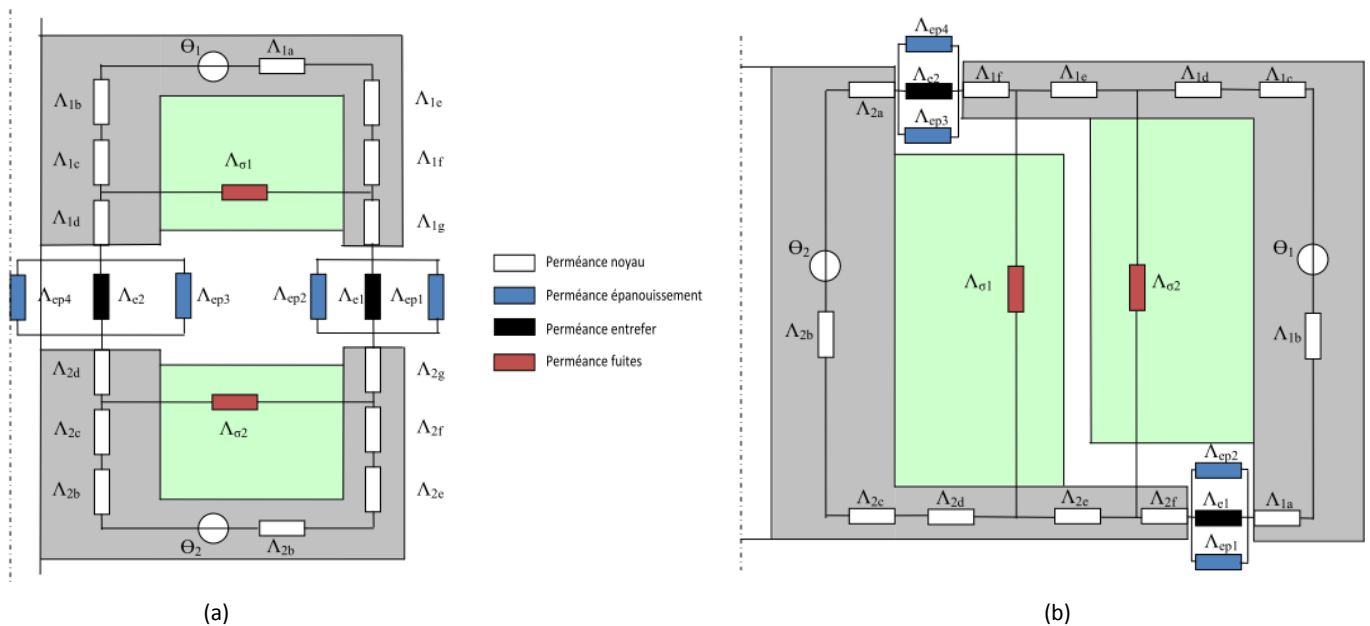 Θ1
Λ1a
Λ1b
Λ1e
Λ1c
Λσ1
Λ1f
Λ1d
Λ1g
Λep4
Λe2
Λep3
Λep2
Λe1
Λep1
Λ2d
Λ2g
Λ2c
Λσ2
Λ2f
Λ2b
Λ2e
Θ2
Λ2b
(a)
Perméance noyau
Perméance épanouissement
Perméance entrefer
Perméance fuites
Λep4
Λe2
Λ1f
Λ1e
Λ1d
Λ1c
Λ2a
Λep3
Θ2
Θ1
Λσ1
Λσ2
Λ2b
Λ1b
Λep2
Λ2c
Λ2d
Λ2e
Λ2f
Λe1
Λ1a
Λep1
(b)